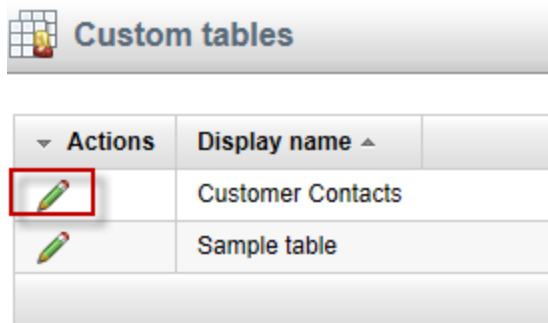 Custom tables
Actions Display name
Customer Contacts
Sample table